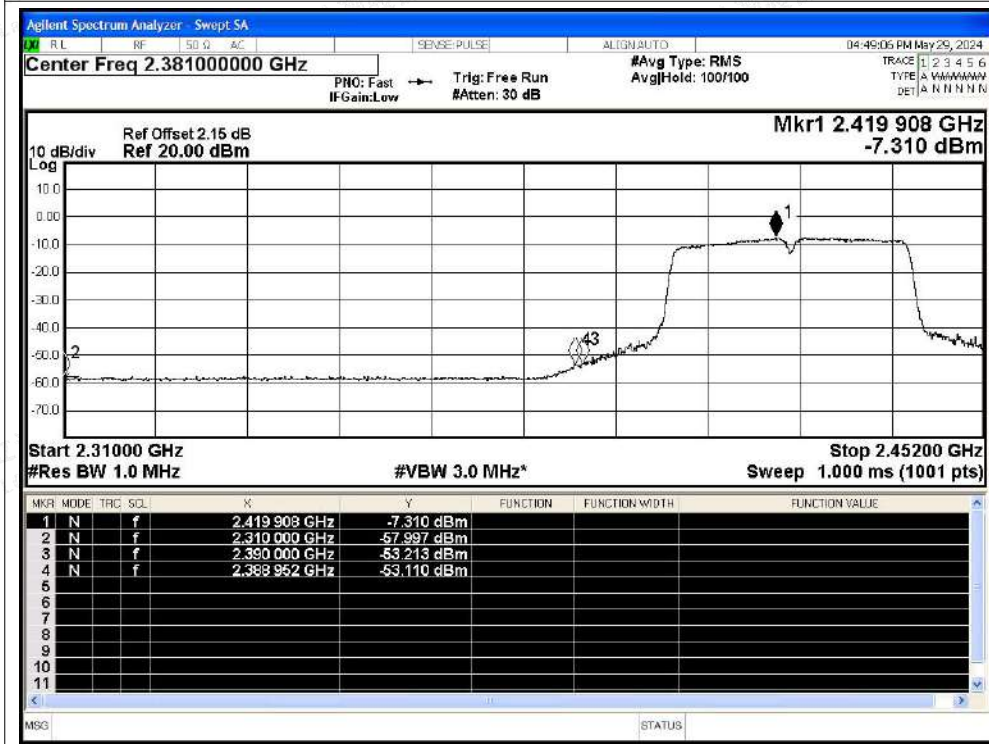 Agilent Spectrum Analyzer - Swept SA
LXI RL RF 50 Ω AC SENSE:PULSE ALIGN AUTO 04:49:06 PM May 29, 2024
Center Freq 2.381000000 GHz
PNO: Fast
IFGain:Low
Trig: Free Run
#Atten: 30 dB
#Avg Type: RMS
Avg|Hold: 100/100
TRACE 1 2 3 4 5 6
TYPE A WWWWW
DET A N N N N N
Mkr1 2.419 908 GHz
-7.310 dBm
Ref Offset 2.15 dB
10 dB/div Ref 20.00 dBm
Log
10.0
0.00
-10.0
-20.0
-30.0
-40.0
-50.0
-60.0
-70.0
1
2
43
Start 2.31000 GHz Stop 2.45200 GHz
#Res BW 1.0 MHz #VBW 3.0 MHz* Sweep 1.000 ms (1001 pts)
MKR MODE TRC SCL X Y FUNCTION FUNCTION WIDTH FUNCTION VALUE
1 N f 2.419 908 GHz -7.310 dBm
2 N f 2.310 000 GHz -57.997 dBm
3 N f 2.390 000 GHz -53.213 dBm
4 N f 2.388 952 GHz -53.110 dBm
5
6
7
8
9
10
11
MSG STATUS